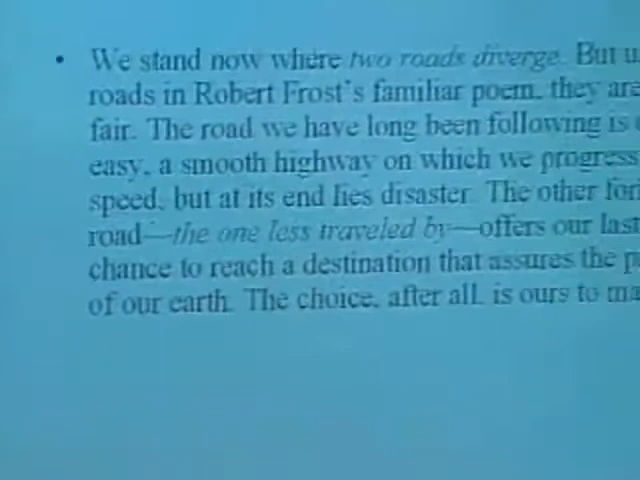 • We stand now where two roads diverge. But u
roads in Robert Frost's familiar poem, they are
fair. The road we have long been following is
easy, a smooth highway on which we progress
speed, but at its end lies disaster. The other for
road—the one less traveled by—offers our last
chance to reach a destination that assures the p
of our earth. The choice, after all, is ours to ma